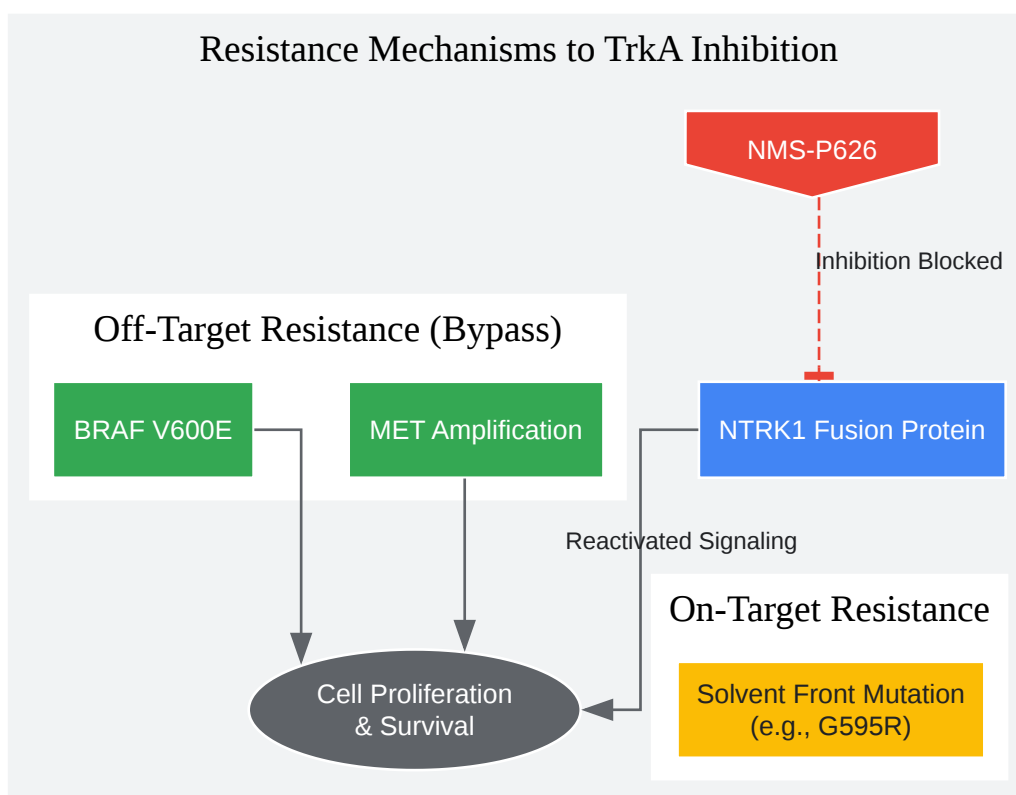 Resistance Mechanisms to TrkA Inhibition
NMS-P626
Inhibition Blocked
Off-Target Resistance (Bypass)
BRAF V600E
MET Amplification
NTRK1 Fusion Protein
Reactivated Signaling
On-Target Resistance
Solvent Front Mutation
(e.g., G595R)
Cell Proliferation
& Survival